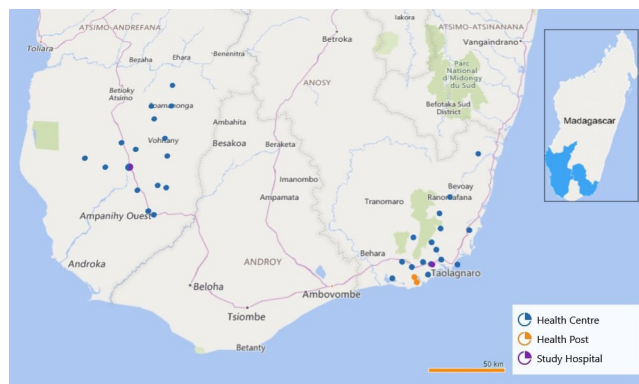 ATSIMO-ANDREFANA
Toliara
Bezaha
Ehara
Benenitra
Betioky
Atsimo
Vohitany
Ampanihy Ouest
Androka
Ambahita
Besakoa
Beraketa
Imanombo
Ampamata
ANDROY
Beloha
Tsiombe
Betanty
Ambovombe
Betroka
ANOSY
Iakora
ATSIMO-ATSINANANA
Vangaindrano
Parc
National
d'Midongy
du Sud
Befotaka Sud
District
Bevoay
Ranomafana
Tranomaro
Behara
Taolagnaro
Madagascar
Health Centre
Health Post
Study Hospital
50 km